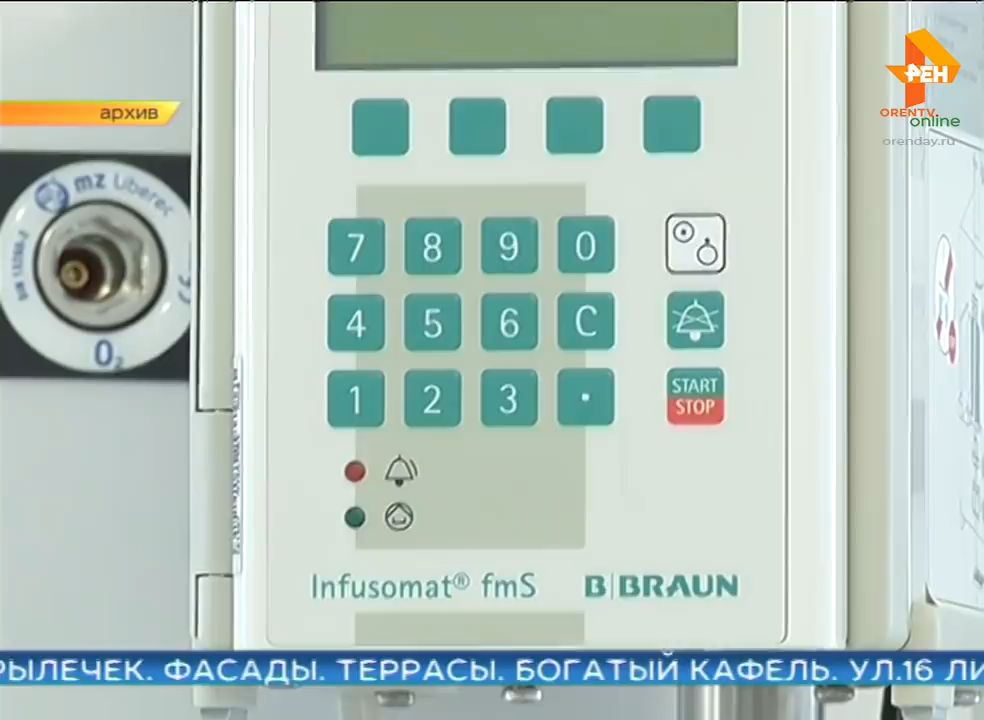 РЕН
ORENTV
online
orenday.ru
архив
mz Liberec
O2
7 8 9 0
4 5 6 C
1 2 3 .
START
STOP
Infusomat® fmS
B|BRAUN
РЫЛЕЧЕК. ФАСАДЫ. ТЕРРАСЫ. БОГАТЫЙ КАФЕЛЬ. УЛ.16 ЛИ